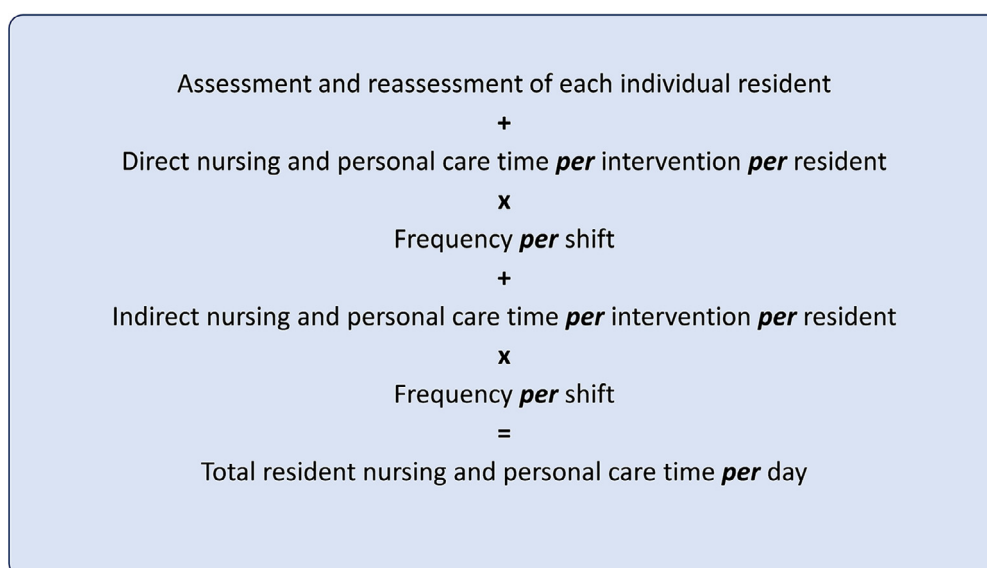 Assessment and reassessment of each individual resident
+
Direct nursing and personal care time per intervention per resident
x
Frequency per shift
+
Indirect nursing and personal care time per intervention per resident
x
Frequency per shift
=
Total resident nursing and personal care time per day